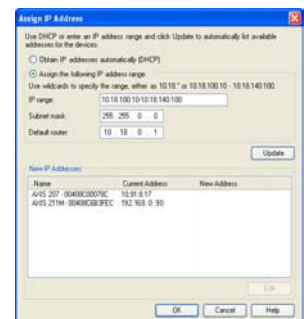 Assign IP Address
Use DHCP or enter an IP address range and click Update to automatically list available
addresses for the devices.
Obtain IP addresses automatically (DHCP)
Assign the following IP address range:
Use wildcards to specify the range, either as 10.18.* or 10.18.100.10 - 10.18.140.100
IP range: 10.18.100.10-10.18.140.100
Subnet mask: 255 . 255 . 0 . 0
Default router: 10 . 18 . 0 . 1
Update
New IP Addresses
Name Current Address New Address
AXIS 207 - 00408C00078C 10.91.8.17
AXIS 211M - 00408C6B3FEC 192.168.0.90
Edit
OK Cancel Help